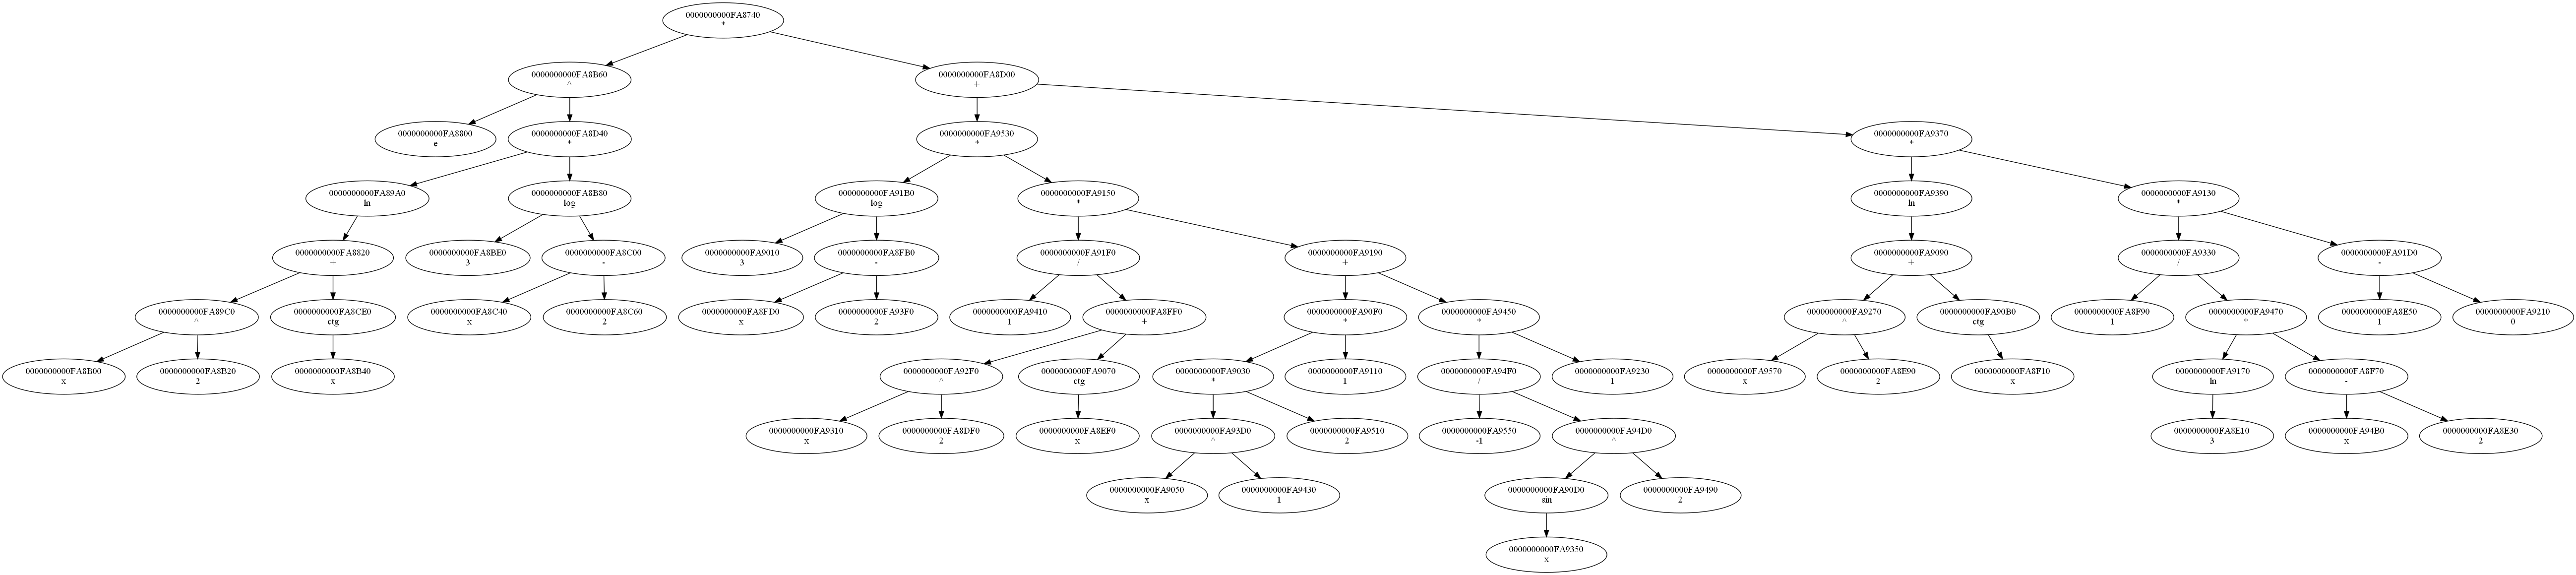 0000000000FA8740
*
0000000000FA8B60
^
0000000000FA8D00
+
0000000000FA8800
e
0000000000FA8D40
*
0000000000FA9530
*
0000000000FA9370
*
0000000000FA89A0
ln
0000000000FA8B80
log
0000000000FA91B0
log
0000000000FA9150
*
0000000000FA9390
ln
0000000000FA9130
*
0000000000FA8820
+
0000000000FA8BE0
3
0000000000FA8C00
-
0000000000FA9010
3
0000000000FA8FB0
-
0000000000FA91F0
/
0000000000FA9190
+
0000000000FA9090
+
0000000000FA9330
/
0000000000FA91D0
-
0000000000FA89C0
^
0000000000FA8CE0
ctg
0000000000FA8C40
x
0000000000FA8C60
2
0000000000FA8FD0
x
0000000000FA93F0
2
0000000000FA9410
1
0000000000FA8FF0
+
0000000000FA90F0
*
0000000000FA9450
*
0000000000FA9270
^
0000000000FA90B0
ctg
0000000000FA8F90
1
0000000000FA9470
*
0000000000FA8E50
1
0000000000FA9210
0
0000000000FA8B00
x
0000000000FA8B20
2
0000000000FA8B40
x
0000000000FA92F0
^
0000000000FA9070
ctg
0000000000FA9030
*
0000000000FA9110
1
0000000000FA94F0
/
0000000000FA9230
1
0000000000FA9570
x
0000000000FA8E90
2
0000000000FA8F10
x
0000000000FA9170
ln
0000000000FA8F70
-
0000000000FA9310
x
0000000000FA8DF0
2
0000000000FA8EF0
x
0000000000FA93D0
^
0000000000FA9510
2
0000000000FA9550
-1
0000000000FA94D0
^
0000000000FA8E10
3
0000000000FA94B0
x
0000000000FA8E30
2
0000000000FA9050
x
0000000000FA9430
1
0000000000FA90D0
sin
0000000000FA9490
2
0000000000FA9350
x